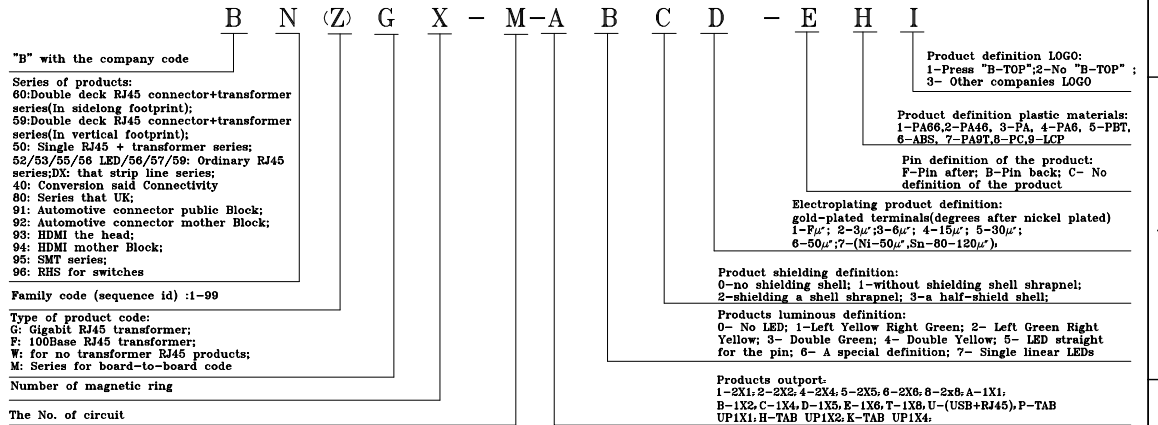 B N (Z) G X - M-A B C D - E H I
"B" with the company code
Series of products:
60:Double deck RJ45 connector+transformer
series(In sidelong footprint);
59:Double deck RJ45 connector+transformer
series(In vertical footprint);
50: Single RJ45 + transformer series;
52/53/55/56 LED/56/57/59: Ordinary RJ45
series;DX: that strip line series;
40: Conversion said Connectivity
80: Series that UK;
91: Automotive connector public Block;
92: Automotive connector mother Block;
93: HDMI the head;
94: HDMI mother Block;
95: SMT series;
96: RHS for switches
Family code (sequence id) :1-99
Type of product code:
G: Gigabit RJ45 transformer;
F: 100Base RJ45 transformer;
W: for no transformer RJ45 products;
M: Series for board-to-board code
Number of magnetic ring
The No. of circuit
Product definition LOGO:
1-Press "B-TOP";2-No "B-TOP" ;
3- Other companies LOGO
Product definition plastic materials:
1-PA66,2-PA46, 3-PA, 4-PA6, 5-PBT,
6-ABS, 7-PA9T,8-PC,9-LCP
Pin definition of the product:
F-Pin after; B-Pin back; C- No
definition of the product
Electroplating product definition:
gold-plated terminals(degrees after nickel plated)
1-Fμ"; 2-3μ";3-6μ"; 4-15μ"; 5-30μ";
6-50μ";7-(Ni-50μ",Sn-80-120μ");
Product shielding definition:
0-no shielding shell; 1-without shielding shell shrapnel;
2-shielding a shell shrapnel; 3-a half-shield shell;
Products luminous definition:
0- No LED; 1-Left Yellow Right Green; 2- Left Green Right
Yellow; 3- Double Green; 4- Double Yellow; 5- LED straight
for the pin; 6- A special definition; 7- Single linear LEDs
Products outport:
1-2X1; 2-2X2; 4-2X4; 5-2X5; 6-2X6; 8-2x8; A-1X1;
B-1X2; C-1X4; D-1X5; E-1X6; T-1X8; U-(USB+RJ45); P-TAB
UP1X1; H-TAB UP1X2; K-TAB UP1X4;